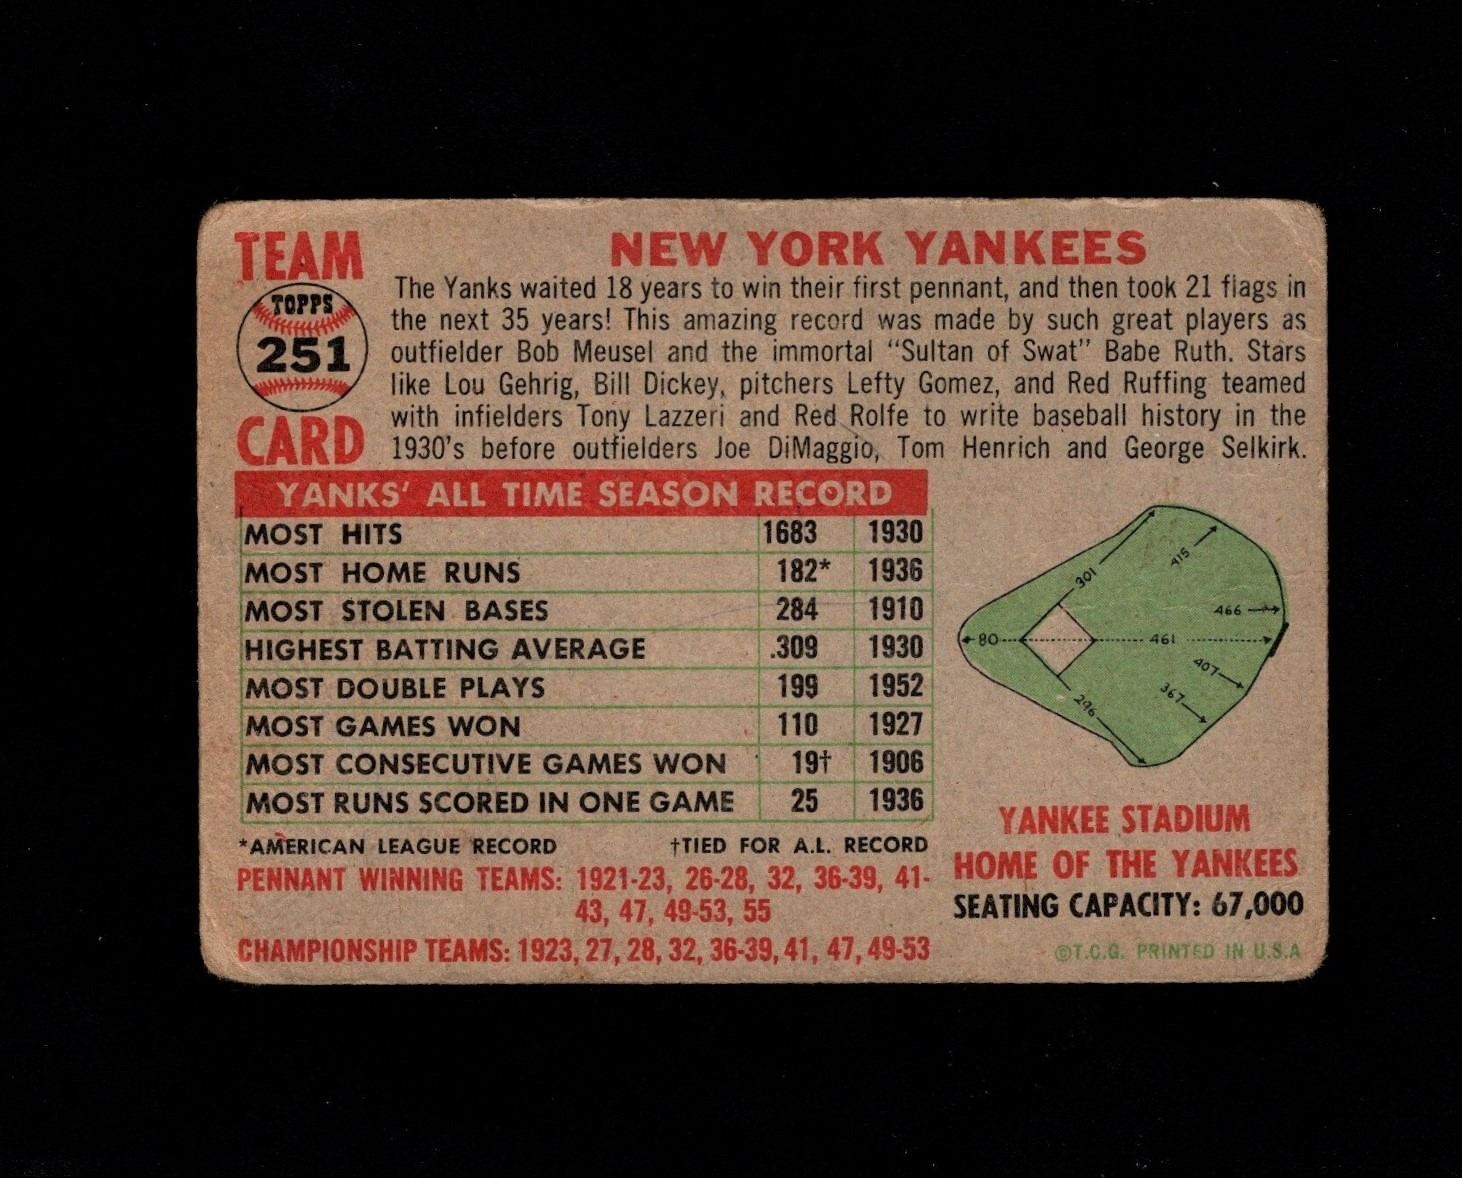 TEAM
TOPPS
251
CARD
NEW YORK YANKEES
The Yanks waited 18 years to win their first pennant, and then took 21 flags in
the next 35 years! This amazing record was made by such great players as
outfielder Bob Meusel and the immortal "Sultan of Swat" Babe Ruth. Stars
like Lou Gehrig, Bill Dickey, pitchers Lefty Gomez, and Red Ruffing teamed
with infielders Tony Lazzeri and Red Rolfe to write baseball history in the
1930's before outfielders Joe DiMaggio, Tom Henrich and George Selkirk.
YANKS' ALL TIME SEASON RECORD
MOST HITS 1683 1930
MOST HOME RUNS 182* 1936
MOST STOLEN BASES 284 1910
HIGHEST BATTING AVERAGE .309 1930
MOST DOUBLE PLAYS 199 1952
MOST GAMES WON 110 1927
MOST CONSECUTIVE GAMES WON 19† 1906
MOST RUNS SCORED IN ONE GAME 25 1936
*AMERICAN LEAGUE RECORD †TIED FOR A.L. RECORD
PENNANT WINNING TEAMS: 1921-23, 26-28, 32, 36-39, 41-
43, 47, 49-53, 55
CHAMPIONSHIP TEAMS: 1923, 27, 28, 32, 36-39, 41, 47, 49-53
301
415
466
80
461
407
367
296
YANKEE STADIUM
HOME OF THE YANKEES
SEATING CAPACITY: 67,000
©T.C.G. PRINTED IN U.S.A